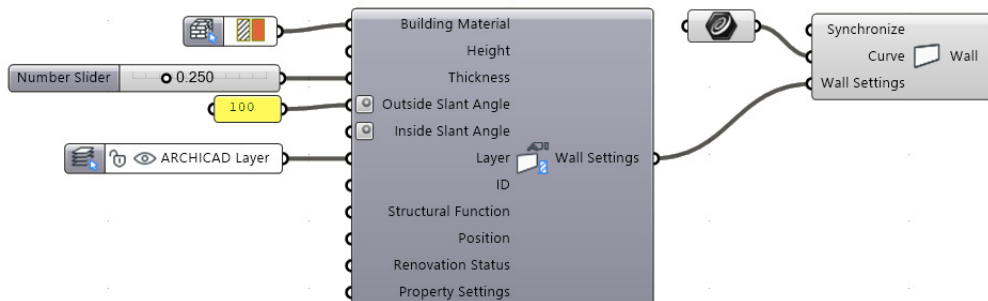 Building Material
Height
Number Slider 0.250 Thickness
100 Outside Slant Angle
Inside Slant Angle
ARCHICAD Layer Layer Wall Settings
ID
Structural Function
Position
Renovation Status
Property Settings
Synchronize
Curve Wall
Wall Settings